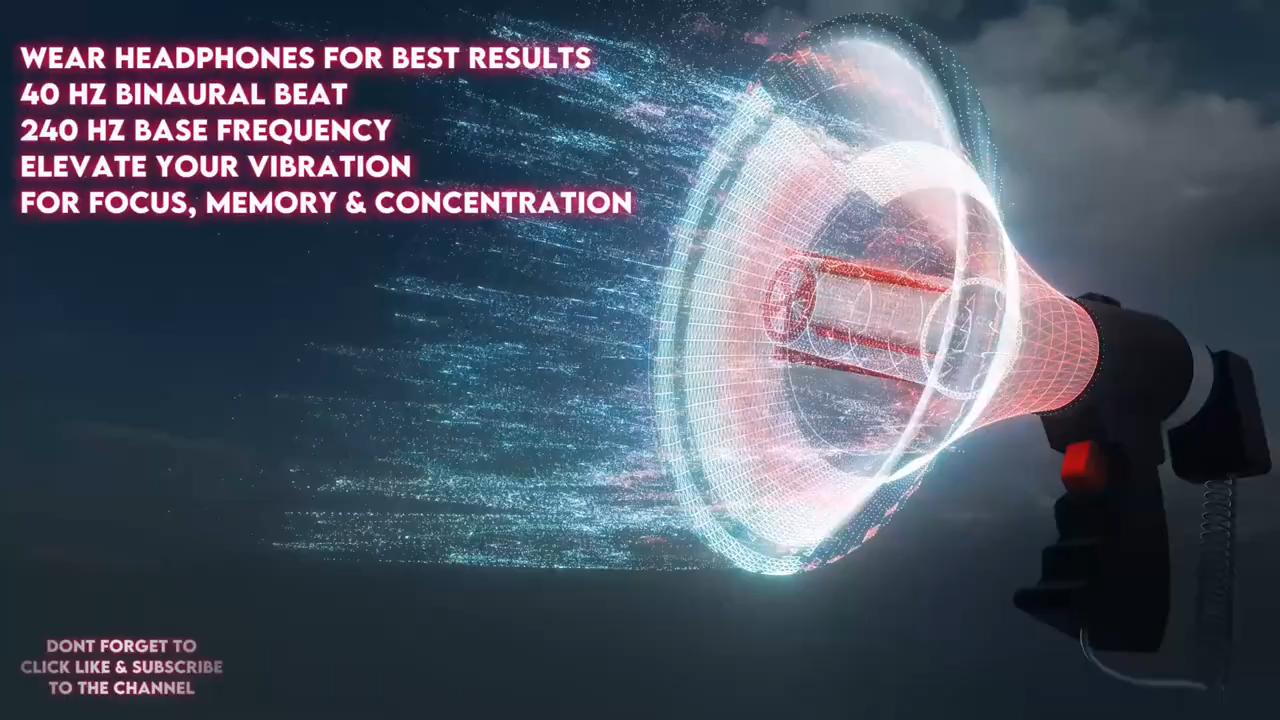 WEAR HEADPHONES FOR BEST RESULTS
40 HZ BINAURAL BEAT
240 HZ BASE FREQUENCY
ELEVATE YOUR VIBRATION
FOR FOCUS, MEMORY & CONCENTRATION
DONT FORGET TO
CLICK LIKE & SUBSCRIBE
TO THE CHANNEL